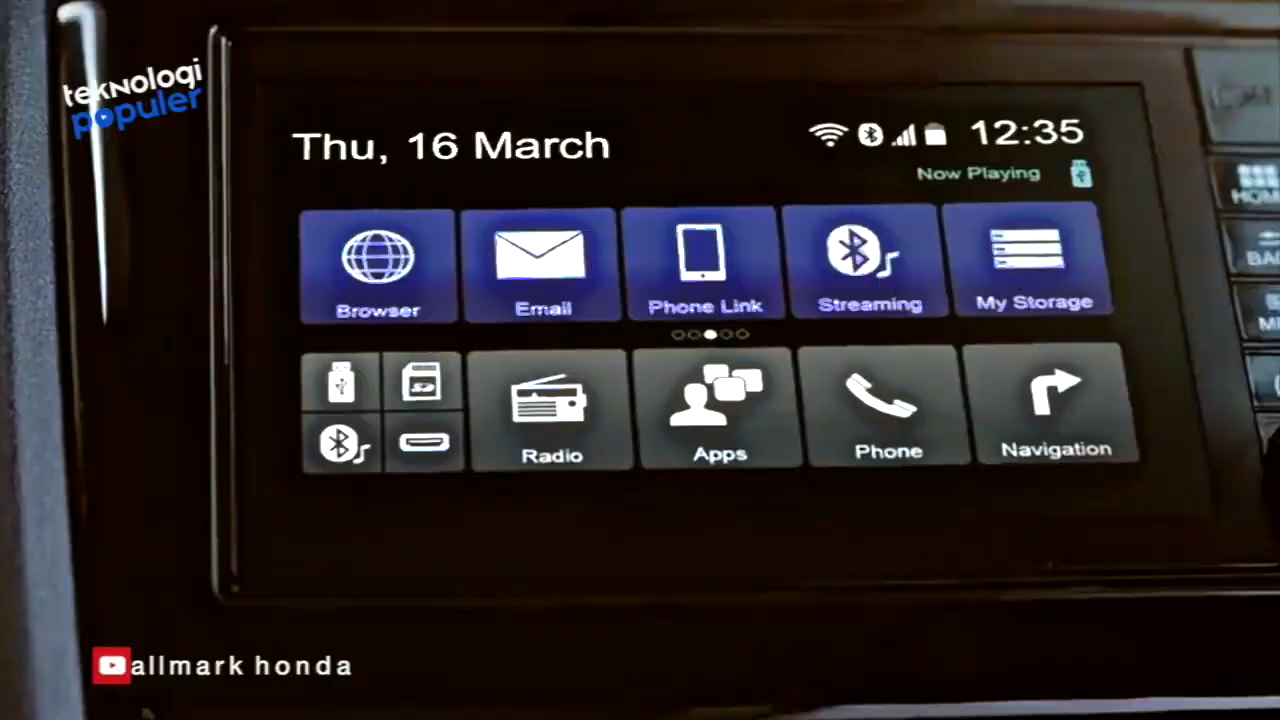 teknologi
populer
Thu, 16 March
12:35
Now Playing
Browser
Email
Phone Link
Streaming
My Storage
Radio
Apps
Phone
Navigation
allmark honda